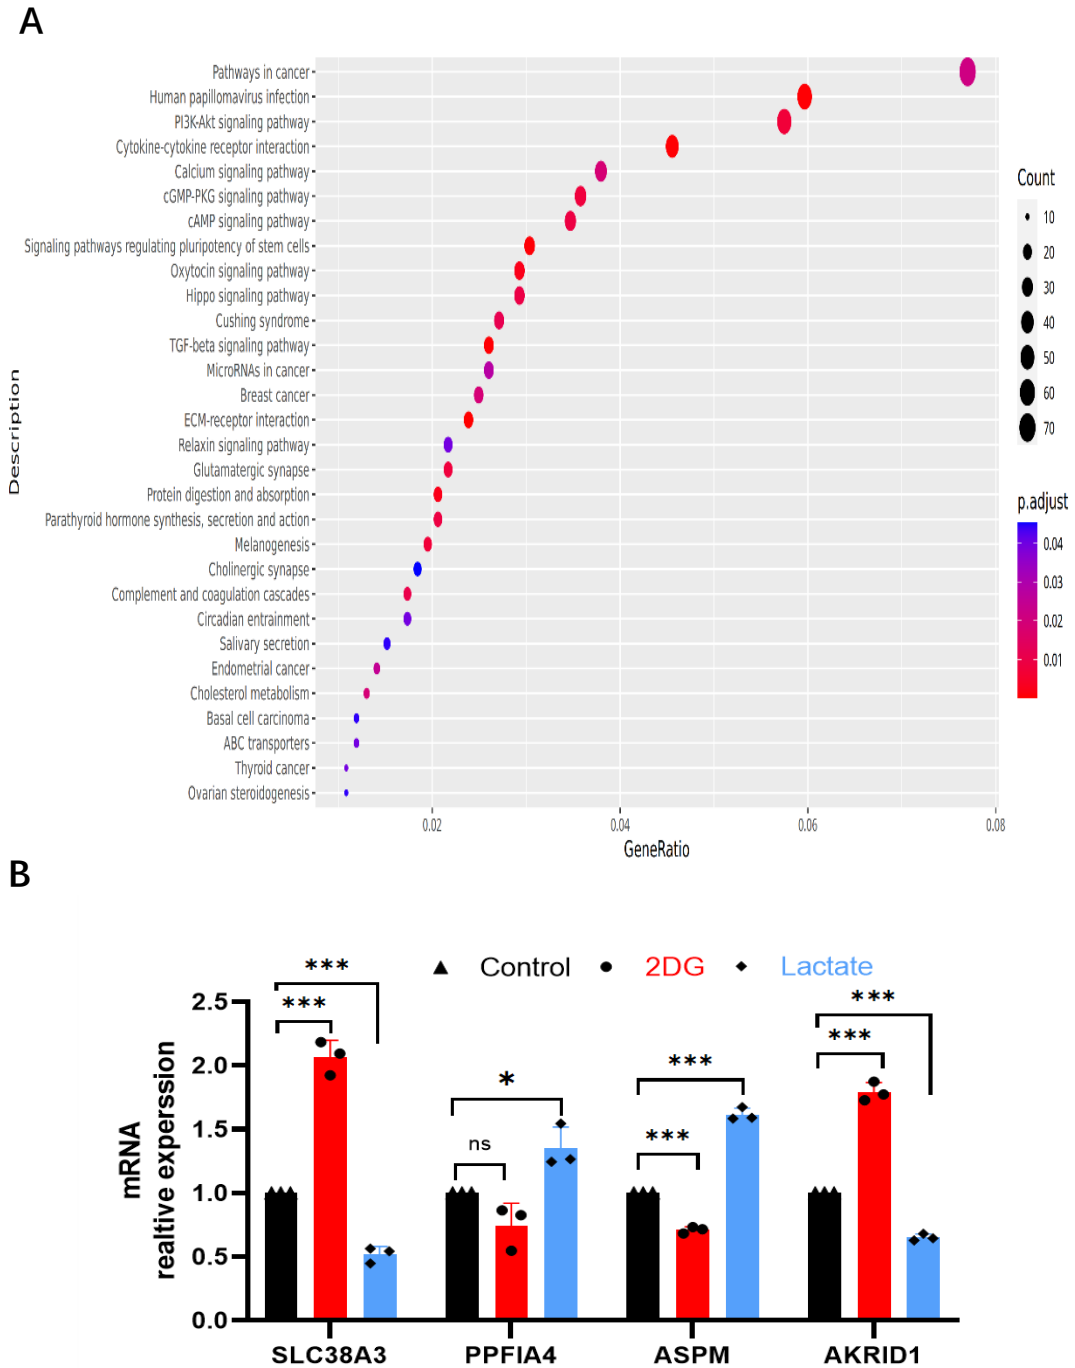 A
Pathways in cancer
Human papillomavirus infection
PI3K-Akt signaling pathway
Cytokine-cytokine receptor interaction
Calcium signaling pathway
cGMP-PKG signaling pathway
cAMP signaling pathway
Signaling pathways regulating pluripotency of stem cells
Oxytocin signaling pathway
Hippo signaling pathway
Cushing syndrome
TGF-beta signaling pathway
MicroRNAs in cancer
Breast cancer
ECM-receptor interaction
Relaxin signaling pathway
Glutamatergic synapse
Protein digestion and absorption
Parathyroid hormone synthesis, secretion and action
Melanogenesis
Cholinergic synapse
Complement and coagulation cascades
Circadian entrainment
Salivary secretion
Endometrial cancer
Cholesterol metabolism
Basal cell carcinoma
ABC transporters
Thyroid cancer
Ovarian steroidogenesis
Description
0.02 0.04 0.06 0.08
GeneRatio
Count
10
20
30
40
50
60
70
p.adjust
0.04
0.03
0.02
0.01
B
Control 2DG Lactate
mRNA
realtive experssion
2.5
2.0
1.5
1.0
0.5
0.0
***
***
*
ns
***
***
***
***
SLC38A3 PPFIA4 ASPM AKRID1